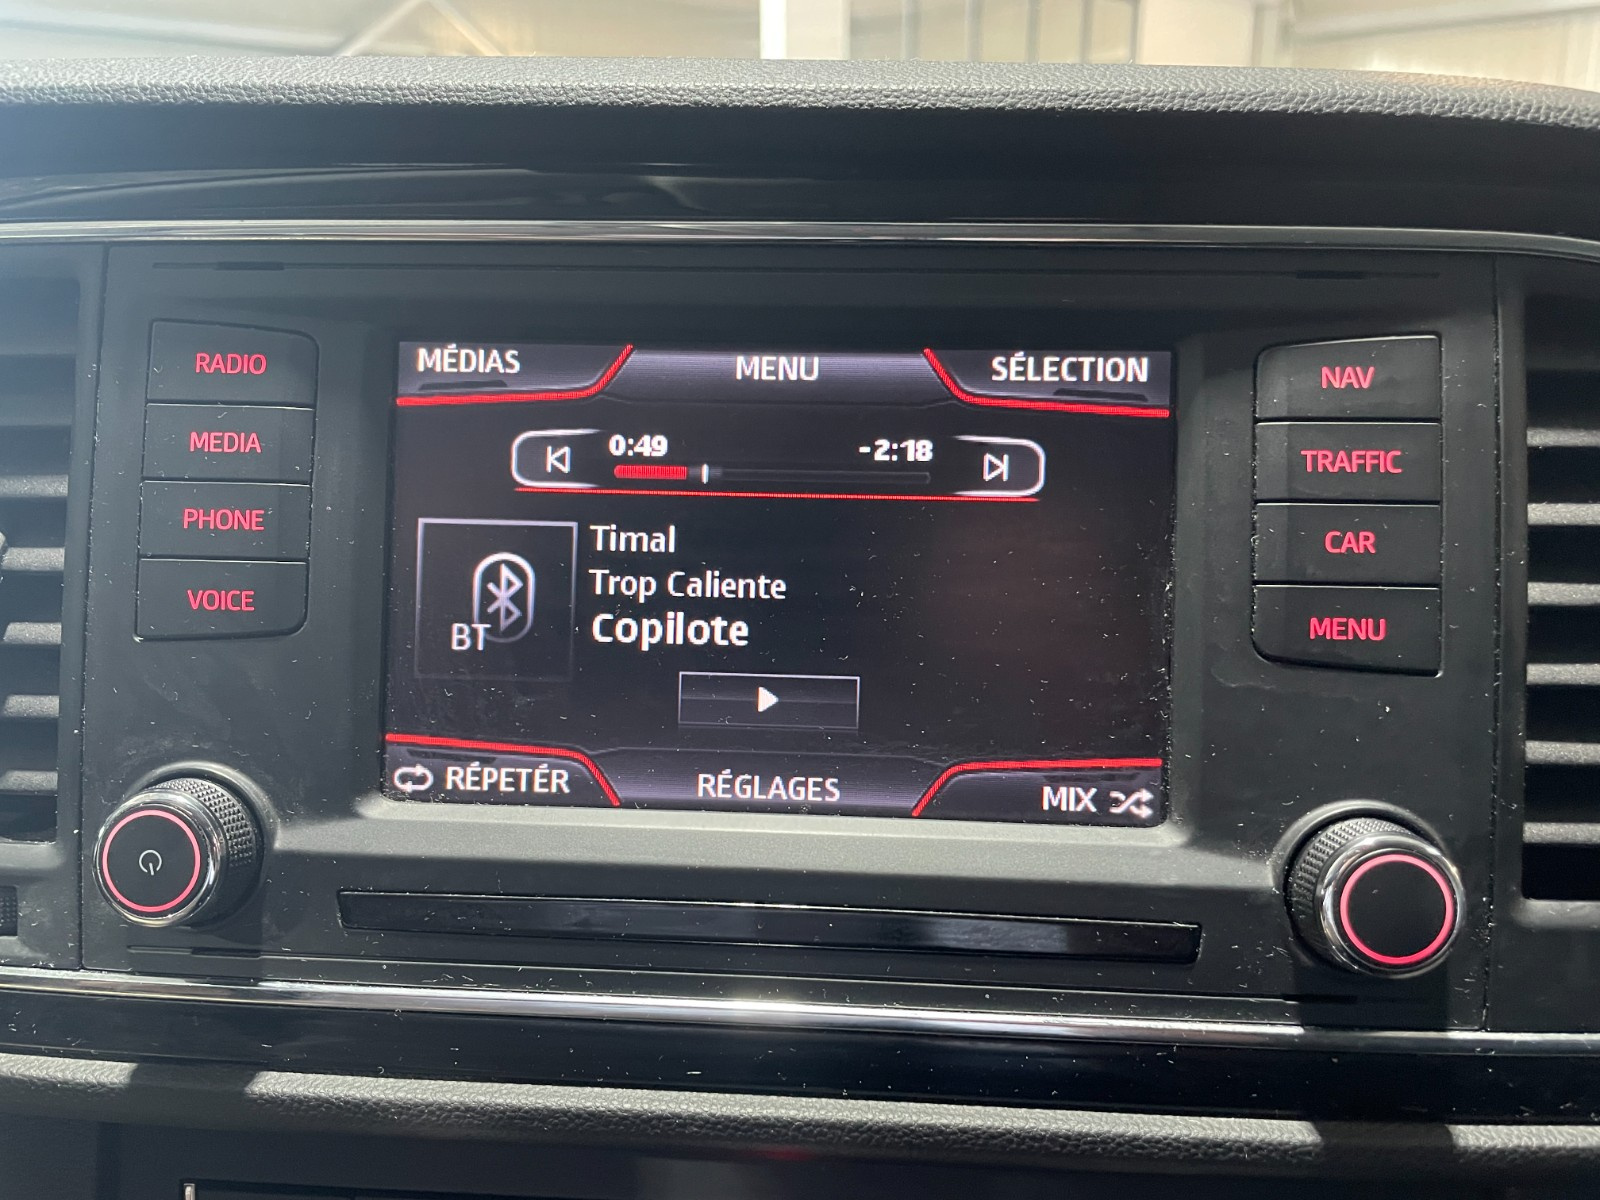 RADIO
MEDIA
PHONE
VOICE
MÉDIAS
MENU
SÉLECTION
0:49
-2:18
BT
Timal
Trop Caliente
Copilote
RÉPETÉR
RÉGLAGES
MIX
NAV
TRAFFIC
CAR
MENU